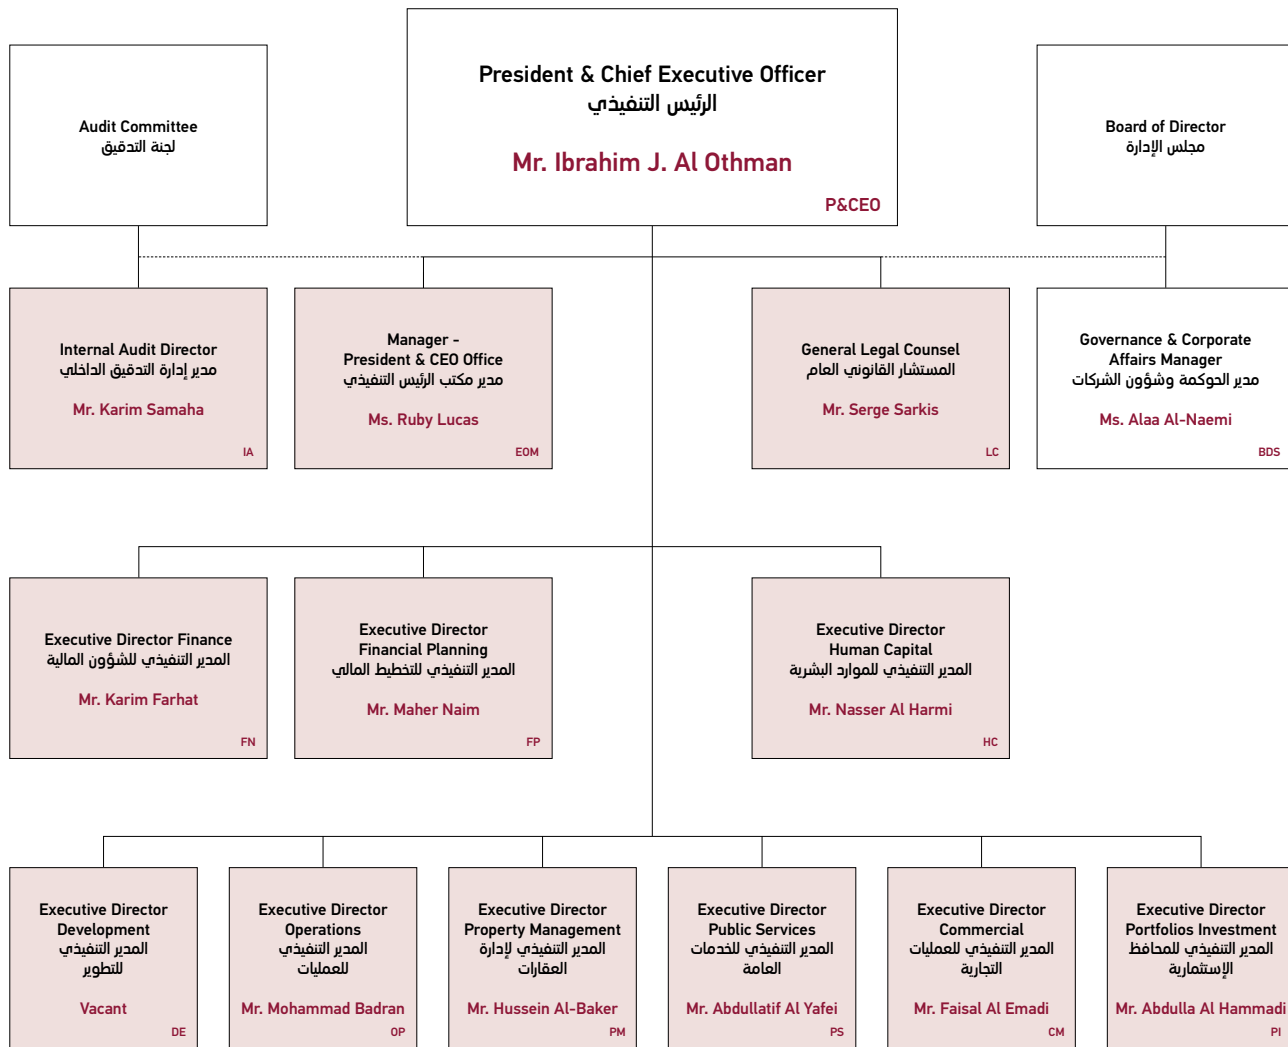 President & Chief Executive Officer
الرئيس التنفيذي
Mr. Ibrahim J. Al Othman
P&CEO
Audit Committee
لجنة التدقيق
Board of Director
مجلس الإدارة
Internal Audit Director
مدير إدارة التدقيق الداخلي
Mr. Karim Samaha
IA
Manager -
President & CEO Office
مدير مكتب الرئيس التنفيذي
Ms. Ruby Lucas
EOM
General Legal Counsel
المستشار القانوني العام
Mr. Serge Sarkis
LC
Governance & Corporate
Affairs Manager
مدير الحوكمة وشؤون الشركات
Ms. Alaa Al-Naemi
BDS
Executive Director Finance
المدير التنفيذي للشؤون المالية
Mr. Karim Farhat
FN
Executive Director
Financial Planning
المدير التنفيذي للتخطيط المالي
Mr. Maher Naim
FP
Executive Director
Human Capital
المدير التنفيذي للموارد البشرية
Mr. Nasser Al Harmi
HC
Executive Director
Development
المدير التنفيذي
للتطوير
Vacant
DE
Executive Director
Operations
المدير التنفيذي
للعمليات
Mr. Mohammad Badran
OP
Executive Director
Property Management
المدير التنفيذي لإدارة
العقارات
Mr. Hussein Al-Baker
PM
Executive Director
Public Services
المدير التنفيذي للخدمات
العامة
Mr. Abdullatif Al Yafei
PS
Executive Director
Commercial
المدير التنفيذي للعمليات
التجارية
Mr. Faisal Al Emadi
CM
Executive Director
Portfolios Investment
المدير التنفيذي للمحافظ
الإستثمارية
Mr. Abdulla Al Hammadi
PI